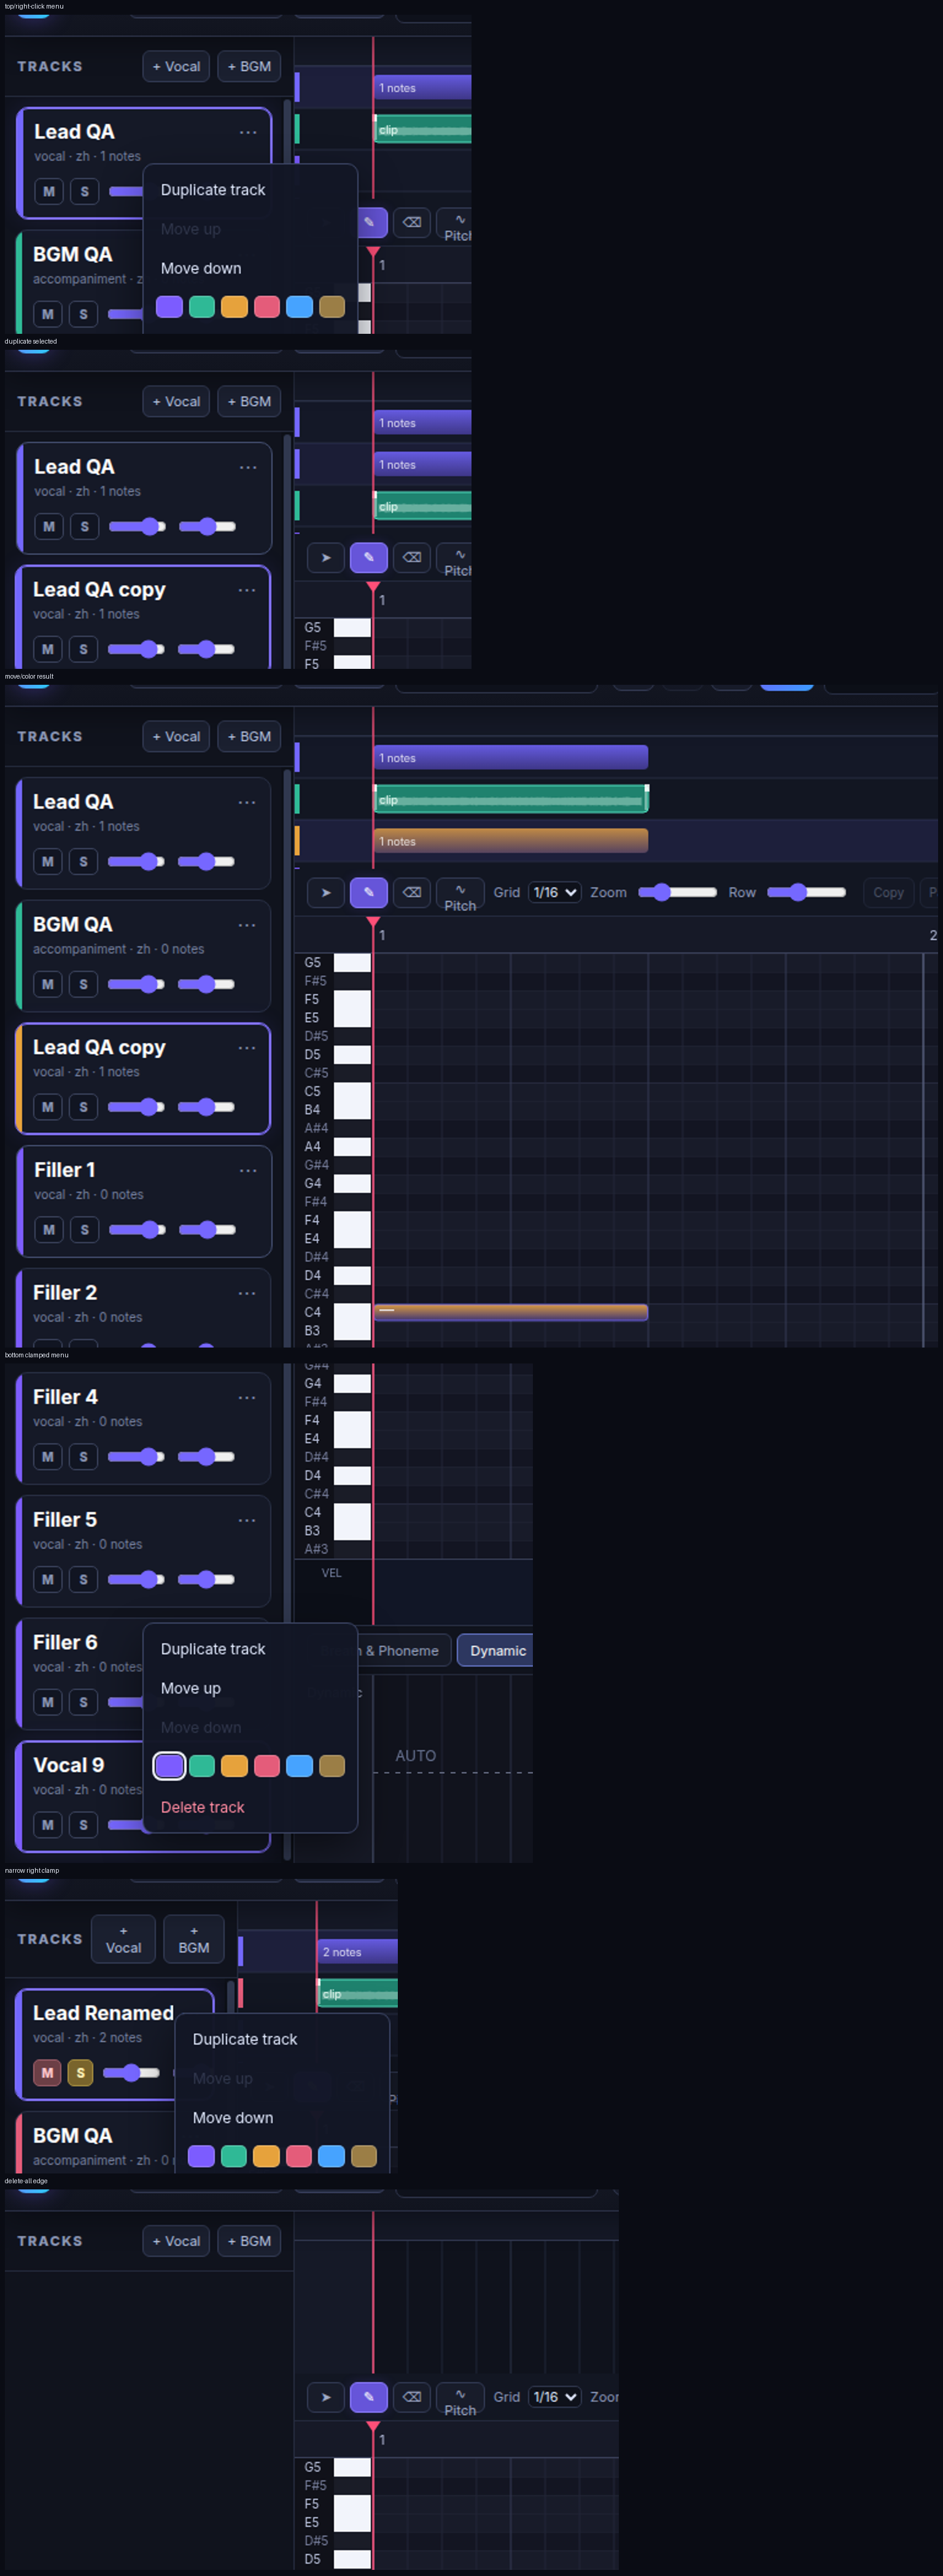 top/right-click menu
TRACKS
+ Vocal
+ BGM
1 notes
Lead QA
vocal · zh · 1 notes
clip
M
S
Duplicate track
Move up
Move down
Pitch
BGM QA
accompaniment · z
1
M
S
duplicate selected
TRACKS
+ Vocal
+ BGM
1 notes
Lead QA
vocal · zh · 1 notes
1 notes
clip
M
S
Lead QA copy
vocal · zh · 1 notes
Pitch
1
G5
F#5
F5
M
S
move/color result
TRACKS
+ Vocal
+ BGM
1 notes
Lead QA
vocal · zh · 1 notes
clip
1 notes
M
S
Pitch
Grid
1/16
Zoom
Row
Copy
P
BGM QA
accompaniment · zh · 0 notes
1
2
M
S
G5
F#5
F5
E5
D#5
D5
C#5
C5
B4
A#4
A4
G#4
G4
F#4
F4
E4
D#4
D4
C#4
C4
B3
A#3
Lead QA copy
vocal · zh · 1 notes
M
S
Filler 1
vocal · zh · 0 notes
M
S
Filler 2
vocal · zh · 0 notes
bottom clamped menu
Filler 4
vocal · zh · 0 notes
M
S
G#4
G4
F#4
F4
E4
D#4
D4
C#4
C4
B3
A#3
VEL
Filler 5
vocal · zh · 0 notes
M
S
Filler 6
vocal · zh · 0 notes
M
S
Duplicate track
Move up
Move down
Delete track
& Phoneme
Dynamic
AUTO
Vocal 9
vocal · zh · 0 notes
M
S
narrow right clamp
TRACKS
+
Vocal
+
BGM
2 notes
clip
Lead Renamed
vocal · zh · 2 notes
M
S
Duplicate track
Move up
Move down
BGM QA
accompaniment · zh · 0
delete-all edge
TRACKS
+ Vocal
+ BGM
Pitch
Grid
1/16
Zoor
1
G5
F#5
F5
E5
D#5
D5